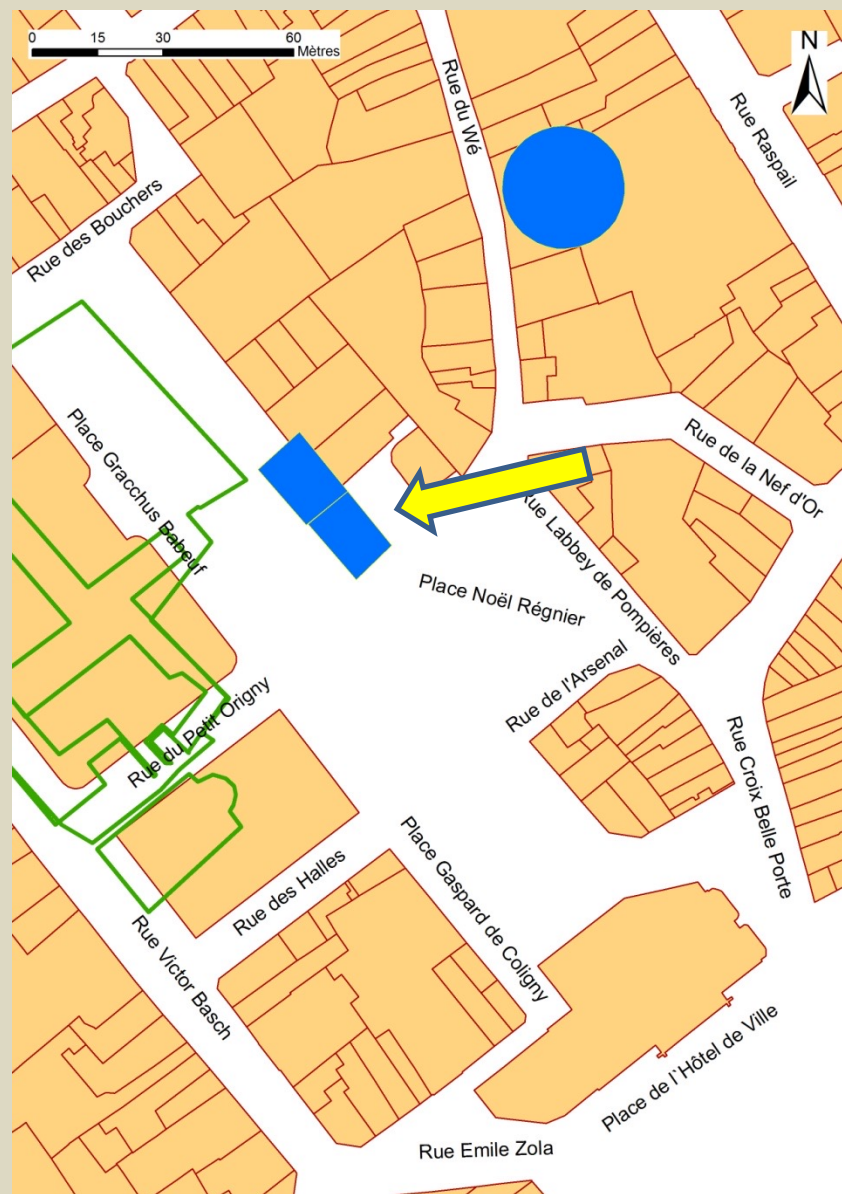 0 15 30 60
Mètres
N
Rue du Wé
Rue Raspail
Rue des Bouchers
Place Gracchus Babeuf
Rue de la Nef d'Or
Rue Labbey de Pompières
Place Noël Régnier
Rue de l'Arsenal
Rue du Petit Origny
Rue Croix Belle Porte
Place Gaspard de Coligny
Rue des Halles
Rue Victor Basch
Place de l`Hôtel de Ville
Rue Emile Zola